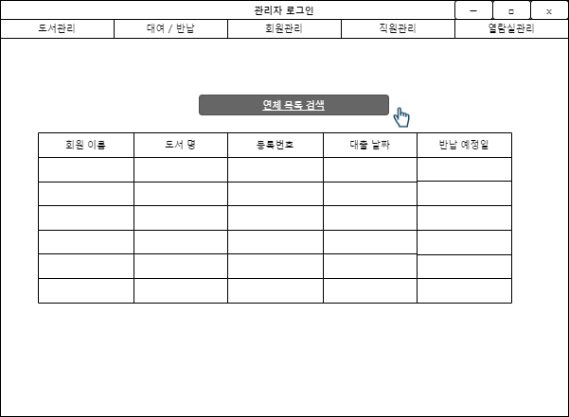 관리자 로그인
도서관리 대여 / 반납 회원관리 직원관리 열람실관리
연체 목록 검색
회원 이름 도서 명 등록번호 대출 날짜 반납 예정일